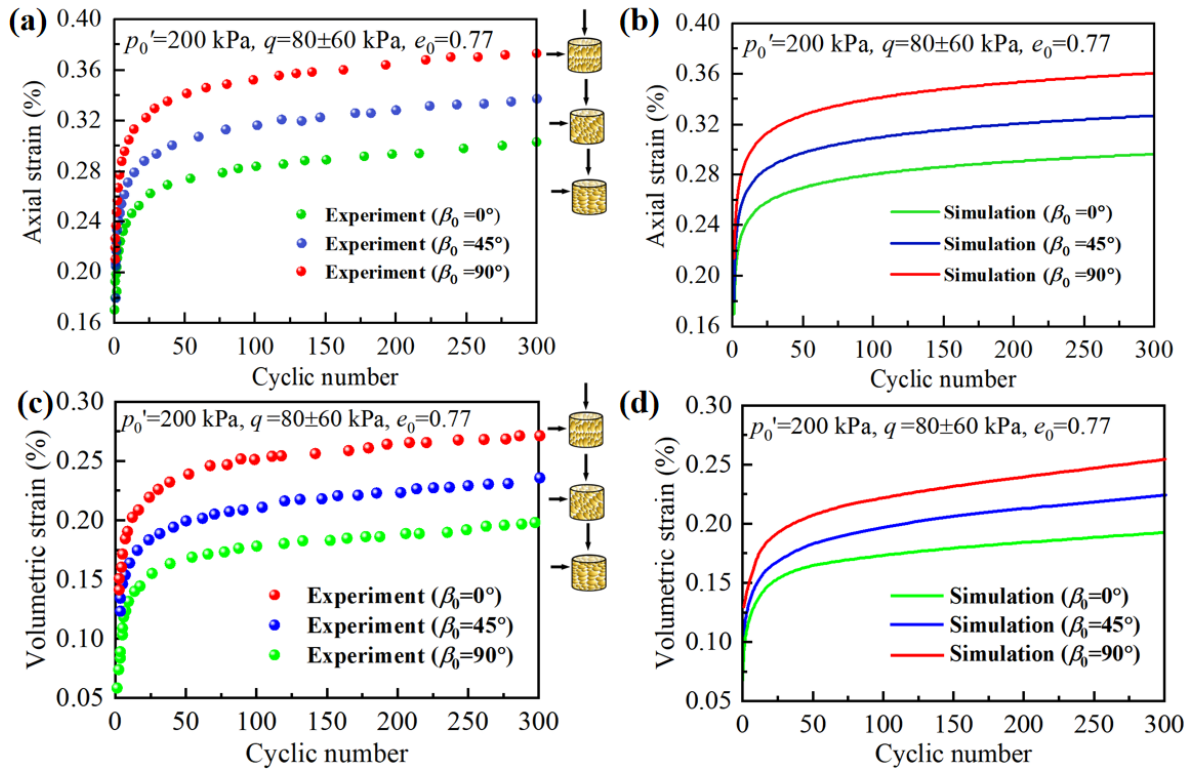 (a)
p0'=200 kPa, q=80±60 kPa, e0=0.77
0.40
0.36
0.32
0.28
0.24
0.20
0.16
Axial strain (%)
Experiment (β0=0°)
Experiment (β0=45°)
Experiment (β0=90°)
0 50 100 150 200 250 300
Cyclic number
(b)
p0'=200 kPa, q=80±60 kPa, e0=0.77
0.40
0.36
0.32
0.28
0.24
0.20
0.16
Axial strain (%)
Simulation (β0=0°)
Simulation (β0=45°)
Simulation (β0=90°)
0 50 100 150 200 250 300
Cyclic number
(c)
p0'=200 kPa, q=80±60 kPa, e0=0.77
0.30
0.25
0.20
0.15
0.10
0.05
Volumetric strain (%)
Experiment (β0=0°)
Experiment (β0=45°)
Experiment (β0=90°)
0 50 100 150 200 250 300
Cyclic number
(d)
p0'=200 kPa, q=80±60 kPa, e0=0.77
0.30
0.25
0.20
0.15
0.10
0.05
Volumetric strain (%)
Simulation (β0=0°)
Simulation (β0=45°)
Simulation (β0=90°)
0 50 100 150 200 250 300
Cyclic number